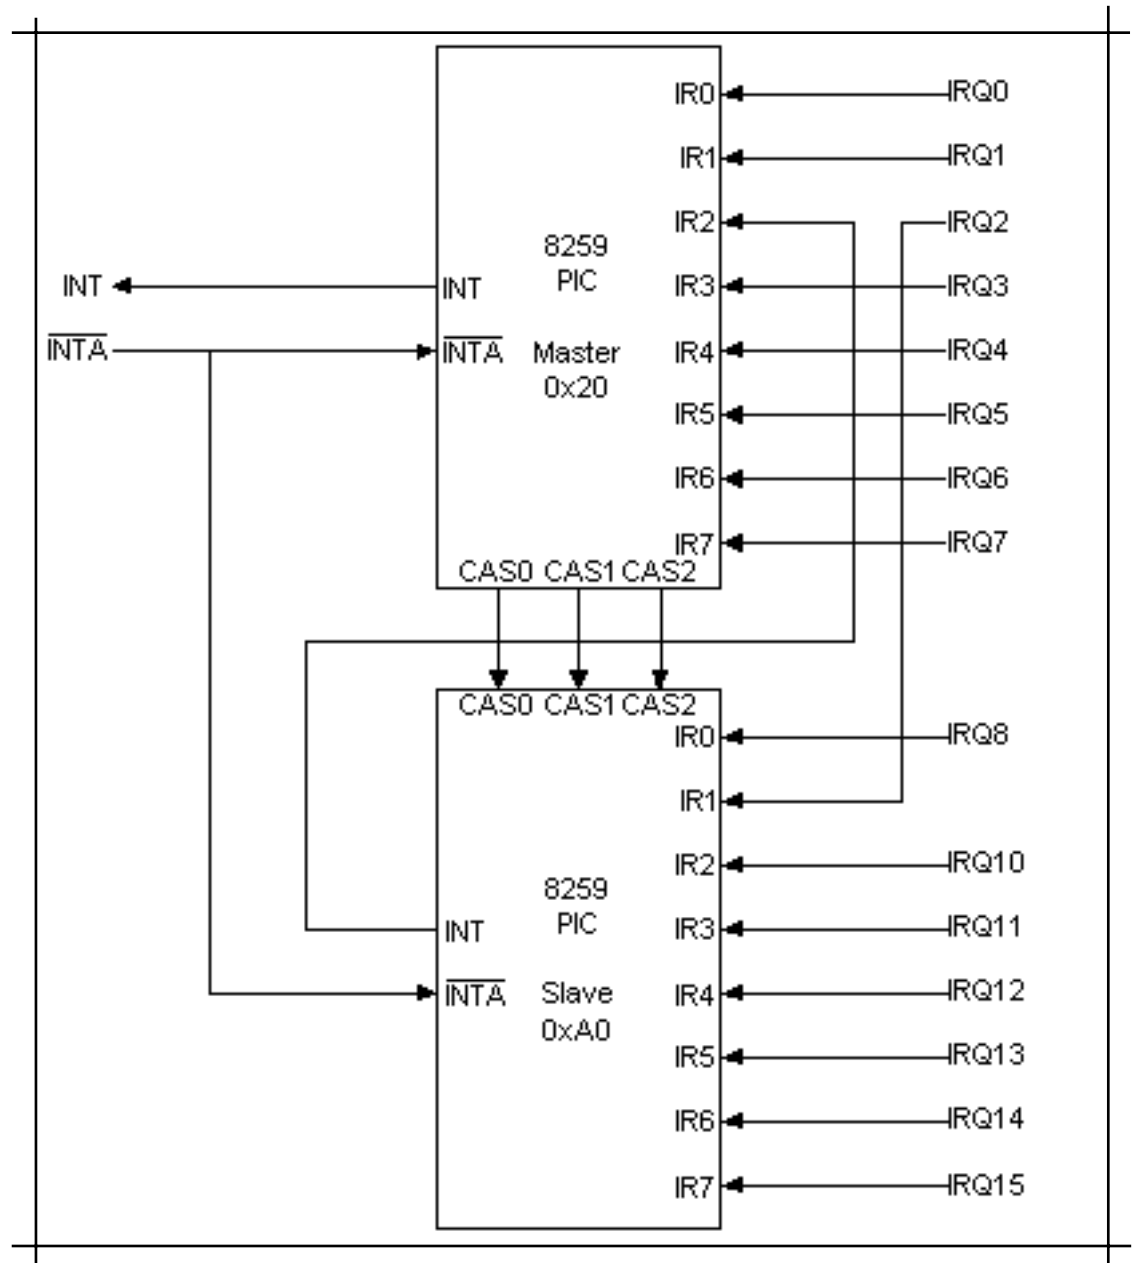 IR0 IRQ0
IR1 IRQ1
IR2 IRQ2
8259
PIC
INT INT IR3 IRQ3
INTA INTA Master IR4 IRQ4
0x20
IR5 IRQ5
IR6 IRQ6
IR7 IRQ7
CAS0 CAS1 CAS2
CAS0 CAS1 CAS2
IR0 IRQ8
IR1
IR2 IRQ10
8259
PIC
INT IR3 IRQ11
INTA Slave IR4 IRQ12
0xA0
IR5 IRQ13
IR6 IRQ14
IR7 IRQ15